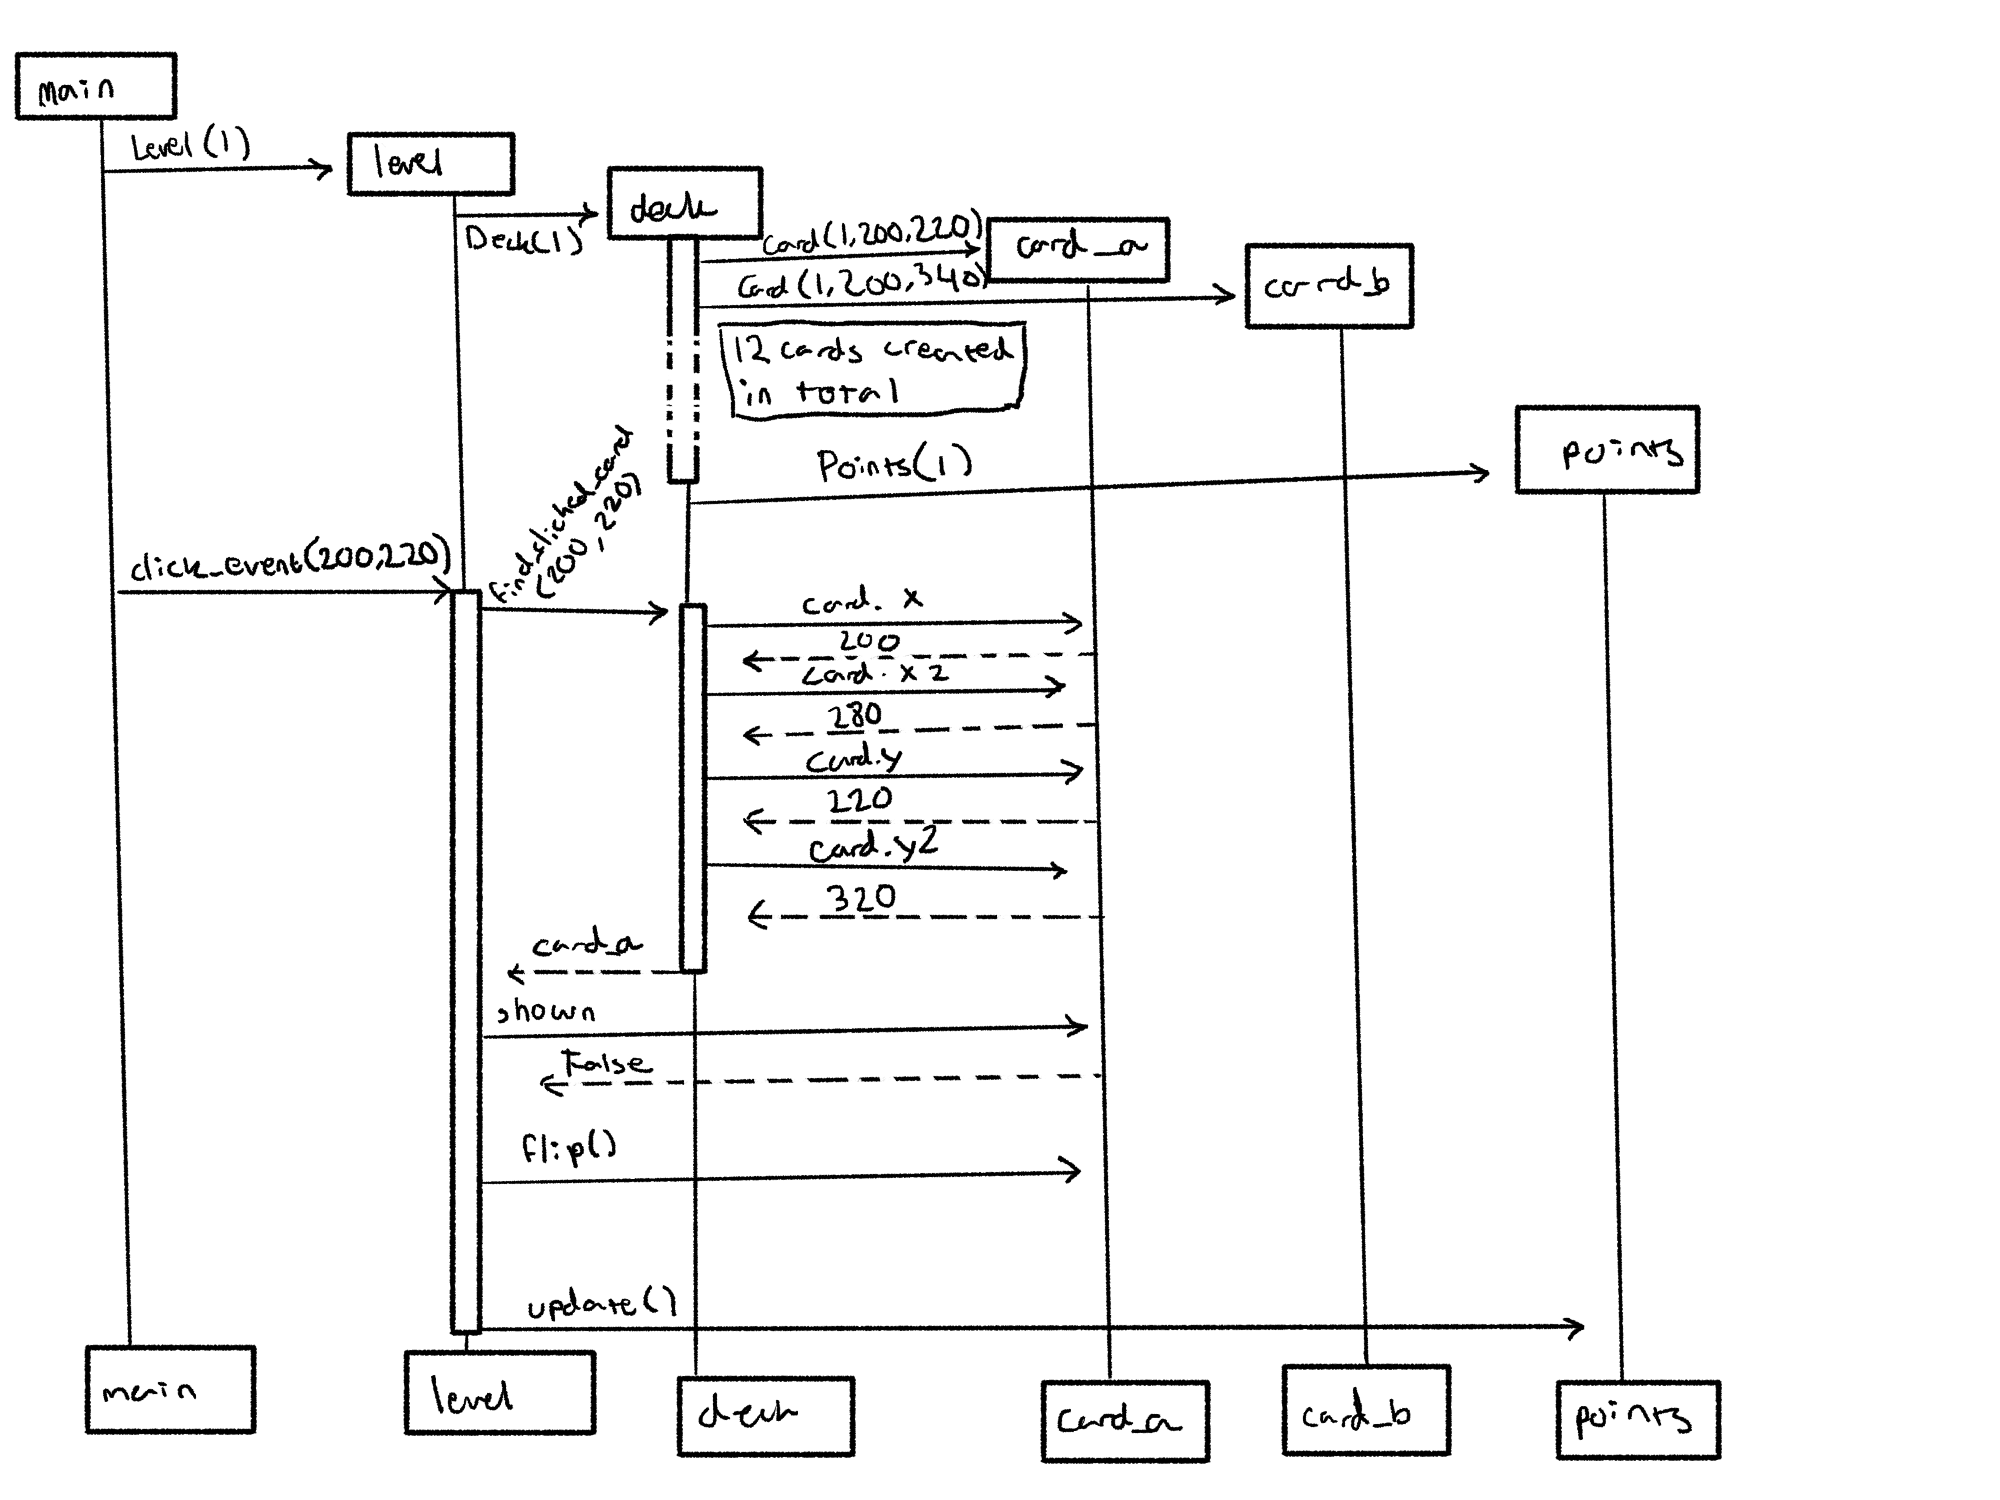 main
Level(1)
level
deck
Deck(1)
Card(1,200,220)
card_a
Card(1,200,340)
card_b
12 cards created
in total
points
Points(1)
find_clicked_card
(200,220)
click_event(200,220)
card.x
200
card.x2
280
card.y
220
card.y2
320
card_a
shown
False
flip()
update()
main
level
deck
card_a
card_b
points